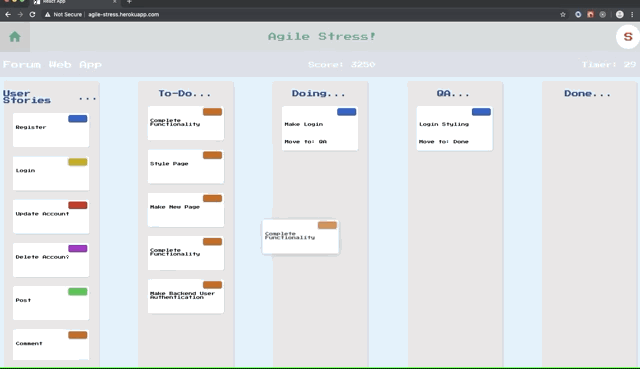 React App
Not Secure | agile-stress.herokuapp.com
Agile Stress!
S
Forum Web App
Score: 3250
Timer: 29
User
Stories
...
To-Do...
Doing...
QA...
Done...
Register
Login
Update Account
Delete Accoun?
Post
Comment
Complete
Functionality
Style Page
Make New Page
Complete
Functionality
Make Backend User
Authentication
Make Login
Move to: QA
Complete
Functionality
Login Styling
Move to: Done